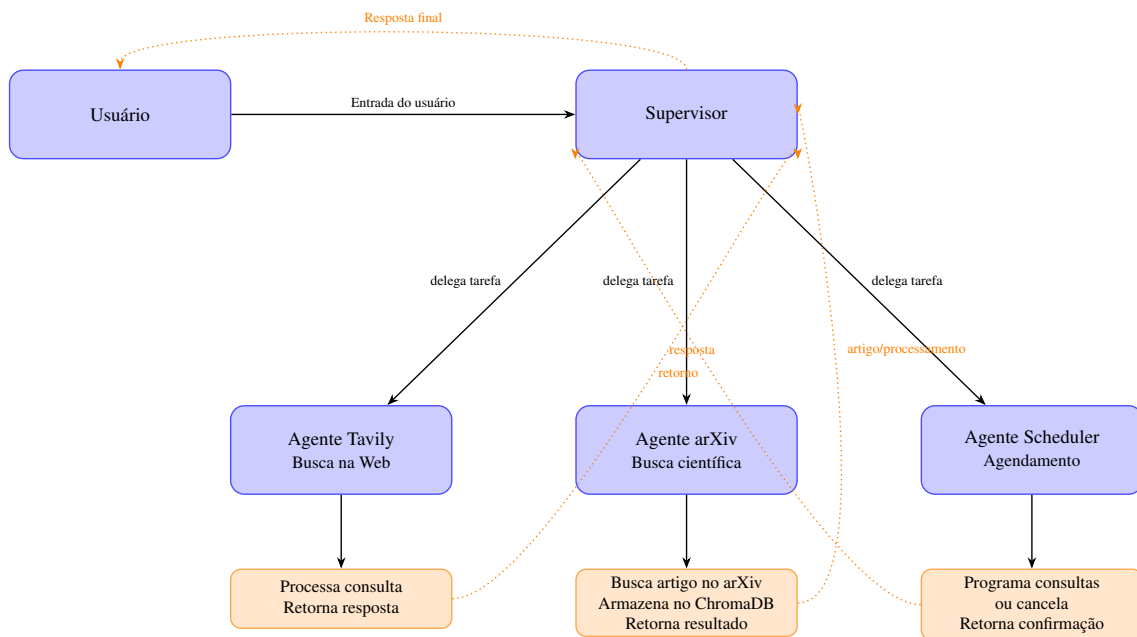 Resposta final
Usuário
Entrada do usuário
Supervisor
delega tarefa
delega tarefa
delega tarefa
resposta
artigo/processamento
retorno
Agente Tavily
Busca na Web
Agente arXiv
Busca científica
Agente Scheduler
Agendamento
Processa consulta
Retorna resposta
Busca artigo no arXiv
Armazena no ChromaDB
Retorna resultado
Programa consultas
ou cancela
Retorna confirmação